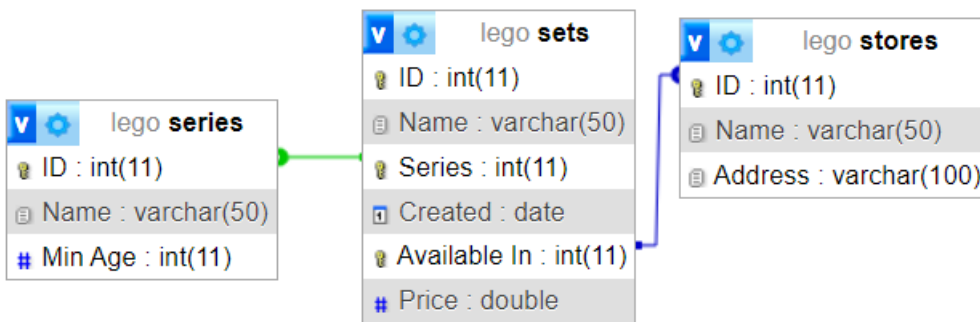 v lego series
ID : int(11)
Name : varchar(50)
# Min Age : int(11)
v lego sets
ID : int(11)
Name : varchar(50)
Series : int(11)
Created : date
Available In : int(11)
# Price : double
v lego stores
ID : int(11)
Name : varchar(50)
Address : varchar(100)